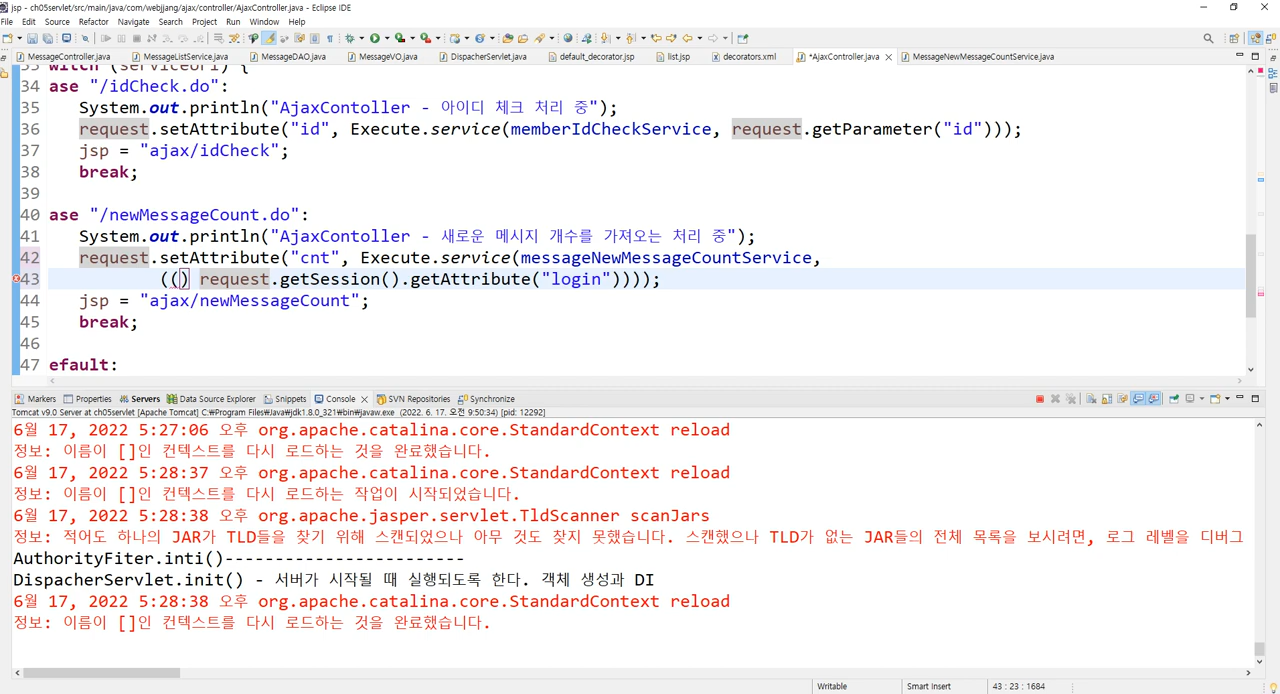 jsp - ch05servlet/src/main/java/com/webjjang/ajax/controller/AjaxController.java - Eclipse IDE
File Edit Source Refactor Navigate Search Project Run Window Help
MessageController.java MessageListService.java MessageDAO.java MessageVO.java DispacherServlet.java default_decorator.jsp list.jsp decorators.xml *AjaxController.java MessageNewMessageCountService.java
33 witch (serviceUri) {
34 ase "/idCheck.do":
35 System.out.println("AjaxContoller - 아이디 체크 처리 중");
36 request.setAttribute("id", Execute.service(memberIdCheckService, request.getParameter("id")));
37 jsp = "ajax/idCheck";
38 break;
39
40 ase "/newMessageCount.do":
41 System.out.println("AjaxContoller - 새로운 메시지 개수를 가져오는 처리 중");
42 request.setAttribute("cnt", Execute.service(messageNewMessageCountService,
43 (() request.getSession().getAttribute("login"))));
44 jsp = "ajax/newMessageCount";
45 break;
46
47 efault:
Markers Properties Servers Data Source Explorer Snippets Console SVN Repositories Synchronize
Tomcat v9.0 Server at ch05servlet [Apache Tomcat] C:₩Program Files₩Java₩jdk1.8.0_321₩bin₩javaw.exe (2022. 6. 17. 오전 9:50:34) [pid: 12292]
6월 17, 2022 5:27:06 오후 org.apache.catalina.core.StandardContext reload
정보: 이름이 []인 컨텍스트를 다시 로드하는 것을 완료했습니다.
6월 17, 2022 5:28:37 오후 org.apache.catalina.core.StandardContext reload
정보: 이름이 []인 컨텍스트를 다시 로드하는 작업이 시작되었습니다.
6월 17, 2022 5:28:38 오후 org.apache.jasper.servlet.TldScanner scanJars
정보: 적어도 하나의 JAR가 TLD들을 찾기 위해 스캔되었으나 아무 것도 찾지 못했습니다. 스캔했으나 TLD가 없는 JAR들의 전체 목록을 보시려면, 로그 레벨을 디버그
AuthorityFiter.inti()------------------------
DispacherServlet.init() - 서버가 시작될 때 실행되도록 한다. 객체 생성과 DI
6월 17, 2022 5:28:38 오후 org.apache.catalina.core.StandardContext reload
정보: 이름이 []인 컨텍스트를 다시 로드하는 것을 완료했습니다.
Writable Smart Insert 43 : 23 : 1684